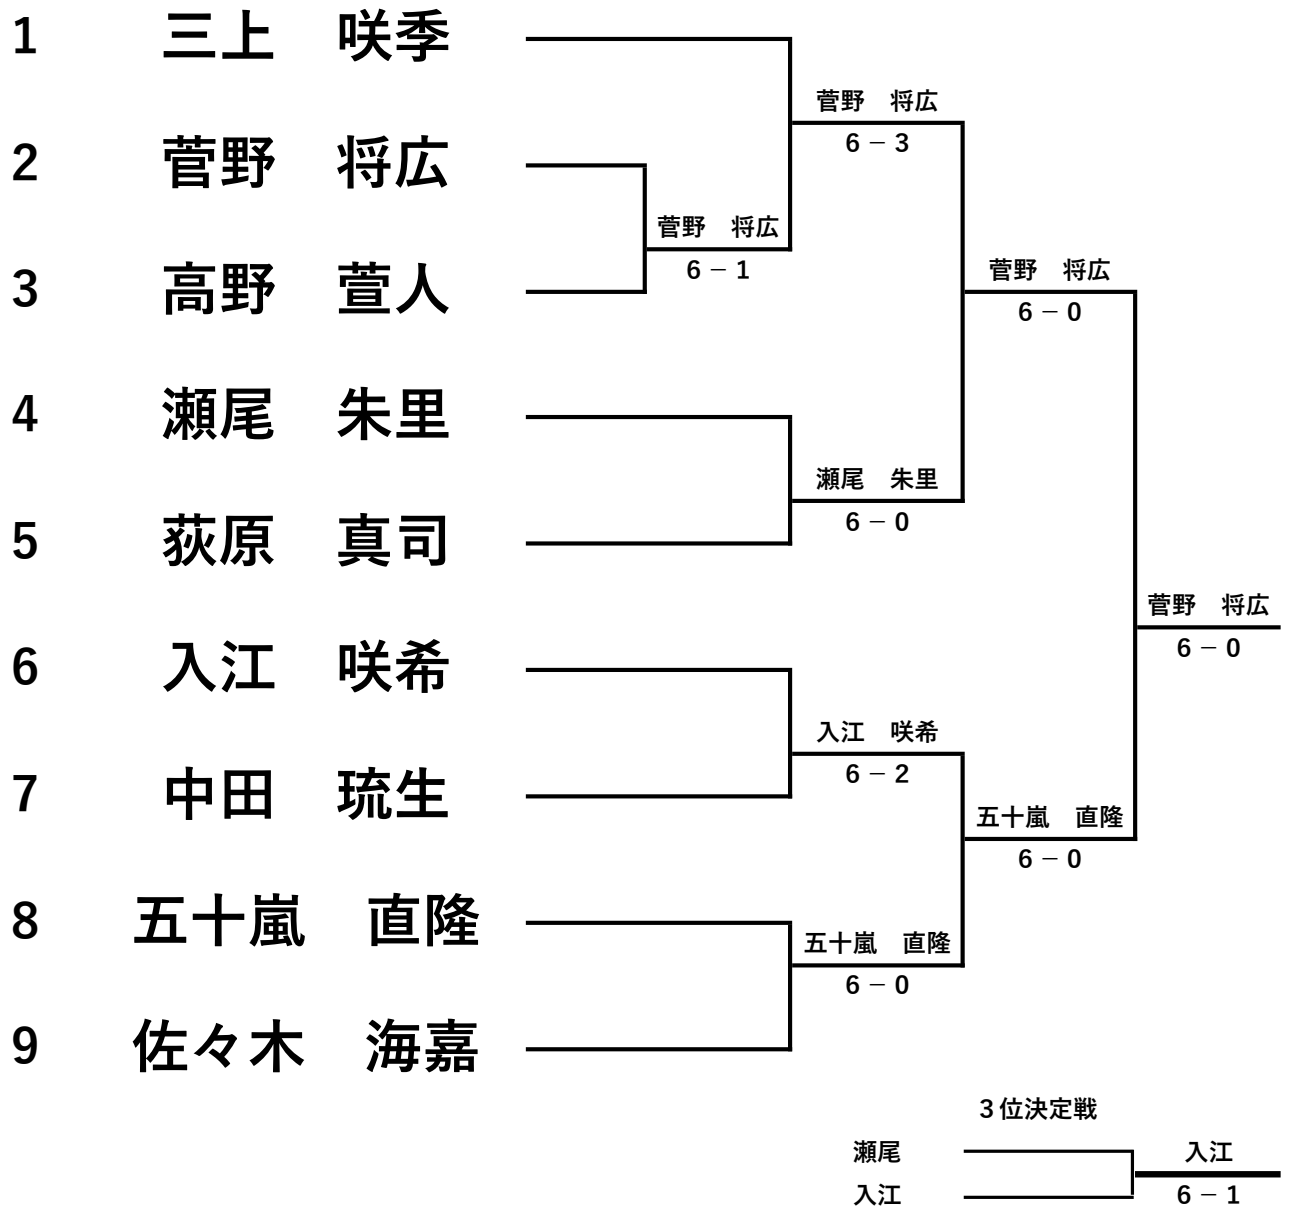 1 三上　咲季
菅野　将広
6－3
2 菅野　将広
菅野　将広
6－1
3 高野　萱人
菅野　将広
6－0
4 瀬尾　朱里
瀬尾　朱里
6－0
5 荻原　真司
菅野　将広
6－0
6 入江　咲希
入江　咲希
6－2
7 中田　琉生
五十嵐　直隆
6－0
8 五十嵐　直隆
五十嵐　直隆
6－0
9 佐々木　海嘉
３位決定戦
瀬尾
入江
入江
6－1